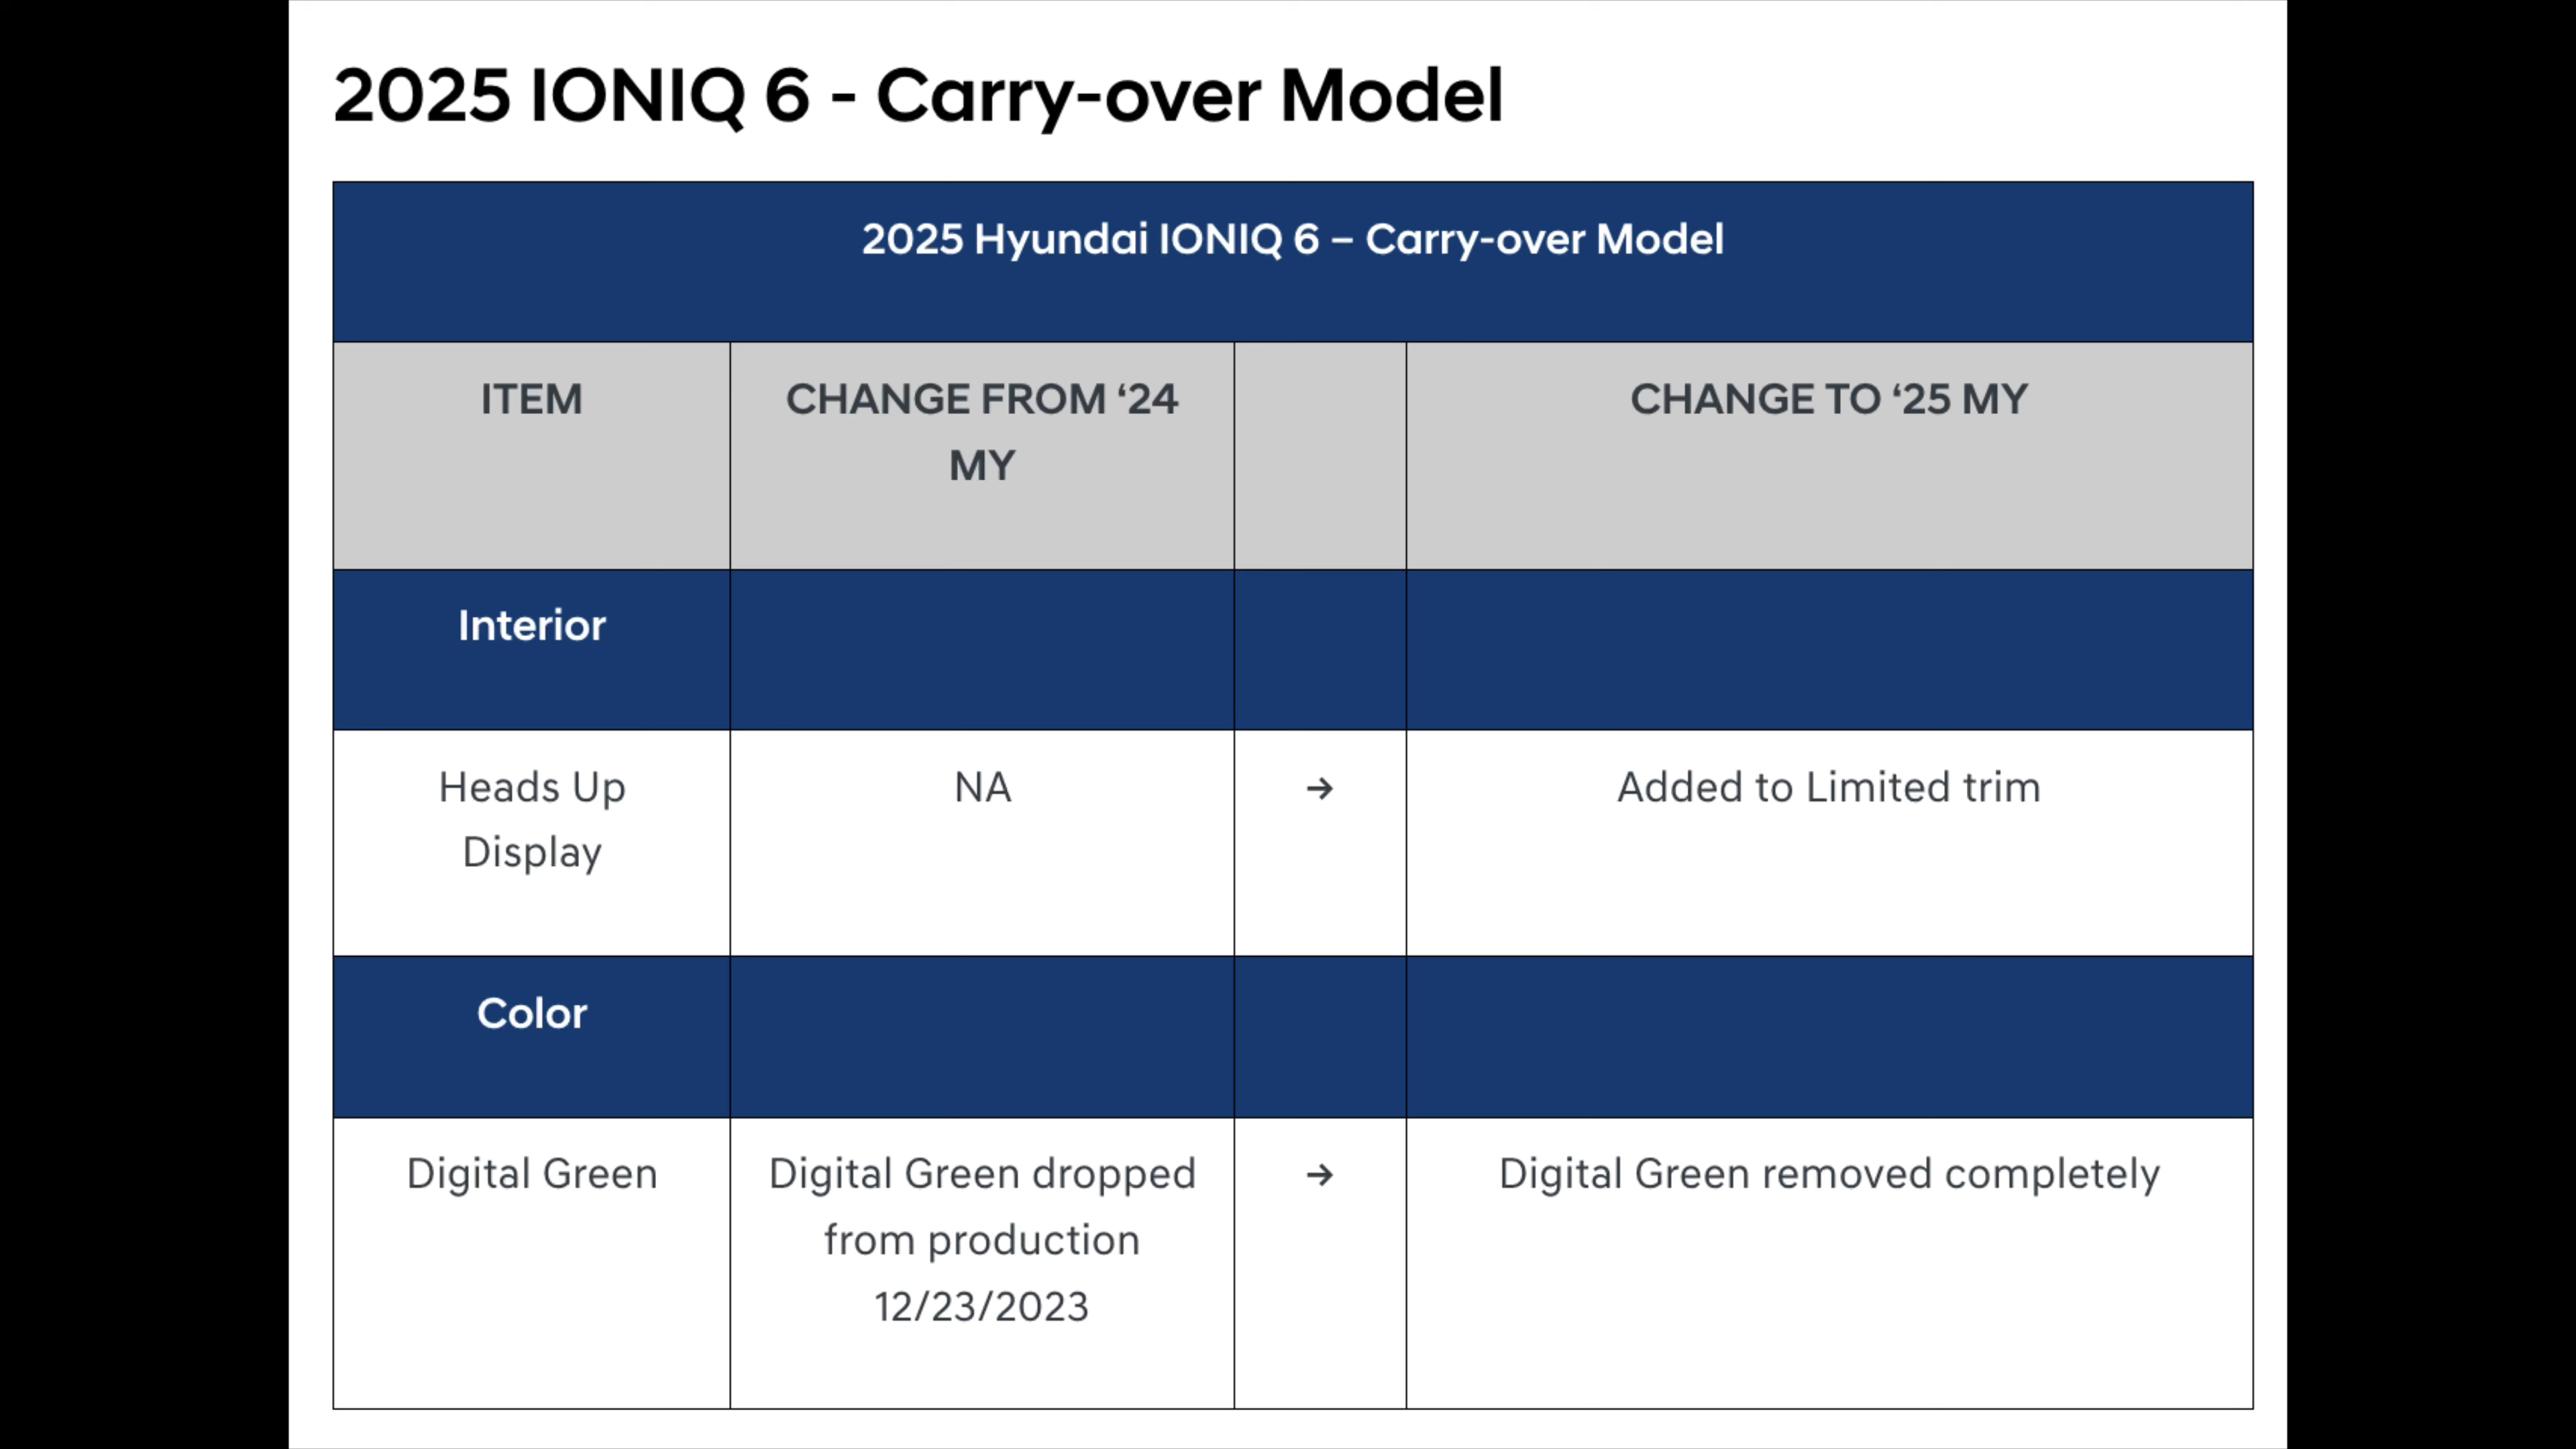 2025 IONIQ 6 - Carry-over Model
2025 Hyundai IONIQ 6 – Carry-over Model
ITEM
CHANGE FROM ‘24
MY
CHANGE TO ‘25 MY
Interior
Heads Up
Display
NA
→
Added to Limited trim
Color
Digital Green
Digital Green dropped
from production
12/23/2023
→
Digital Green removed completely